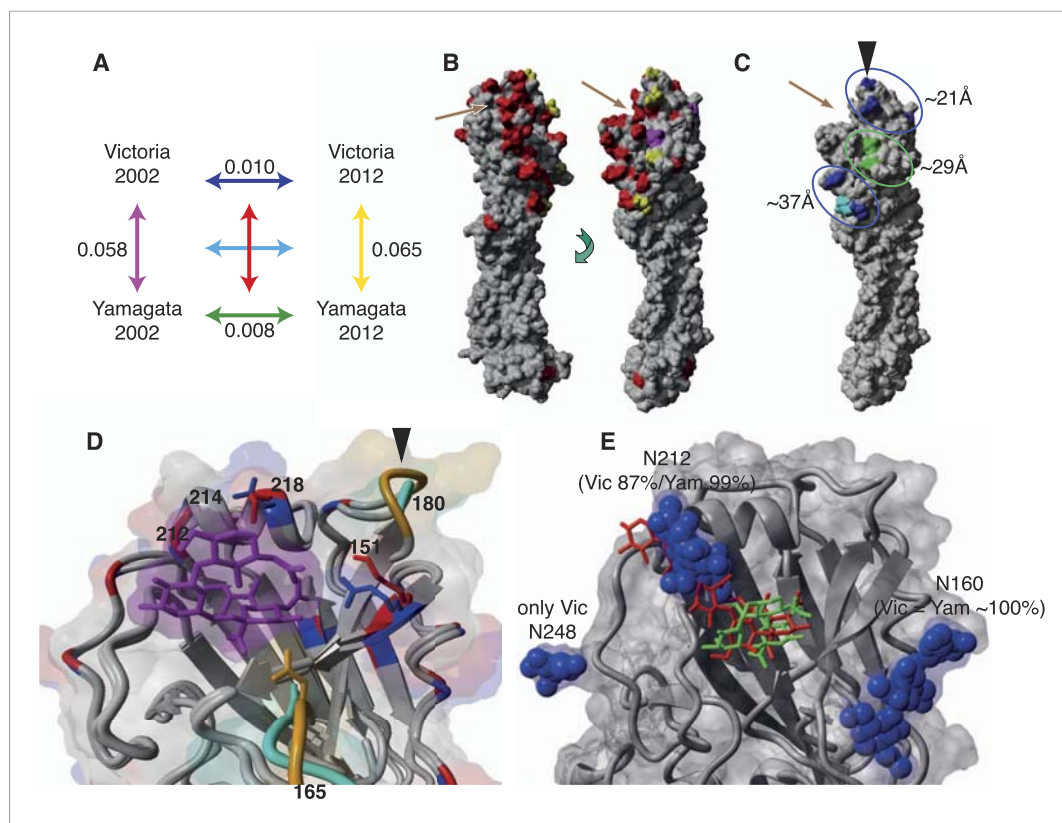 A
Victoria
2002
0.010
Victoria
2012
0.058
0.065
Yamagata
2002
0.008
Yamagata
2012
B
C
~21Å
~29Å
~37Å
D
214
218
212
180
151
165
E
N212
(Vic 87%/Yam 99%)
only Vic
N248
N160
(Vic = Yam ~100%)